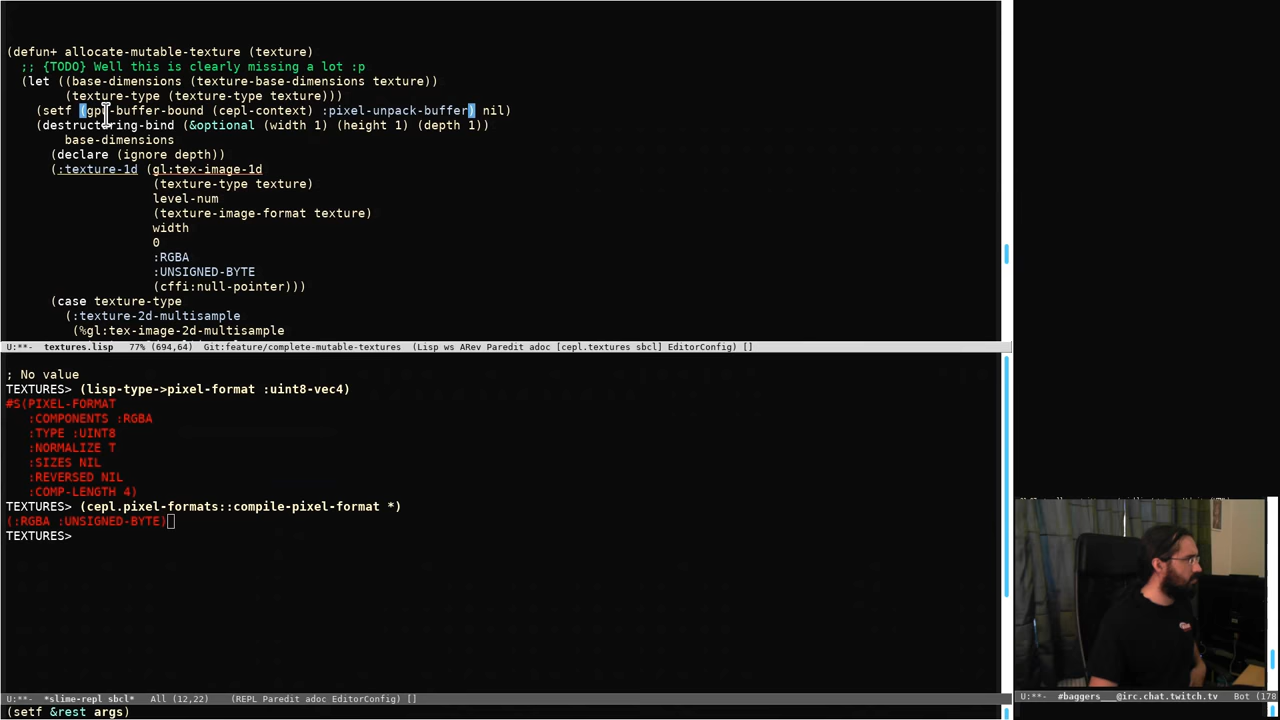 (defun+ allocate-mutable-texture (texture)
;; {TODO} Well this is clearly missing a lot :p
(let ((base-dimensions (texture-base-dimensions texture))
(texture-type (texture-type texture)))
(setf (gpu-buffer-bound (cepl-context) :pixel-unpack-buffer) nil)
(destructuring-bind (&optional (width 1) (height 1) (depth 1))
base-dimensions
(declare (ignore depth))
(:texture-1d (gl:tex-image-1d
(texture-type texture)
level-num
(texture-image-format texture)
width
0
:RGBA
:UNSIGNED-BYTE
(cffi:null-pointer)))
(case texture-type
(:texture-2d-multisample
(%gl:tex-image-2d-multisample
U:**-  textures.lisp   77% (694,64)  Git:feature/complete-mutable-textures  (Lisp ws ARev Paredit adoc [cepl.textures sbcl] EditorConfig) []
; No value
TEXTURES> (lisp-type->pixel-format :uint8-vec4)
#S(PIXEL-FORMAT
:COMPONENTS :RGBA
:TYPE :UINT8
:NORMALIZE T
:SIZES NIL
:REVERSED NIL
:COMP-LENGTH 4)
TEXTURES> (cepl.pixel-formats::compile-pixel-format *)
(:RGBA :UNSIGNED-BYTE)
TEXTURES>
U:**-  *slime-repl sbcl*   All (12,22)    (REPL Paredit adoc EditorConfig) []
U:**-  #baggers___@irc.chat.twitch.tv   Bot (178
(setf &rest args)